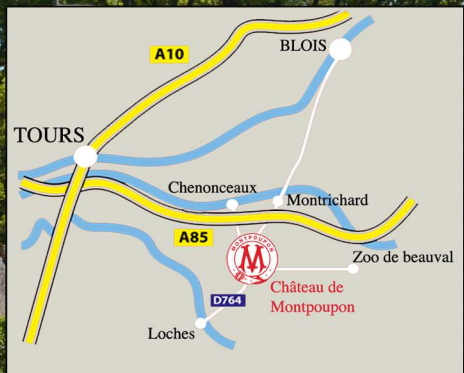 BLOIS
A10
TOURS
Chenonceaux
Montrichard
A85
MONTPOUPON
M
Zoo de beauval
Château de
Montpoupon
D764
Loches